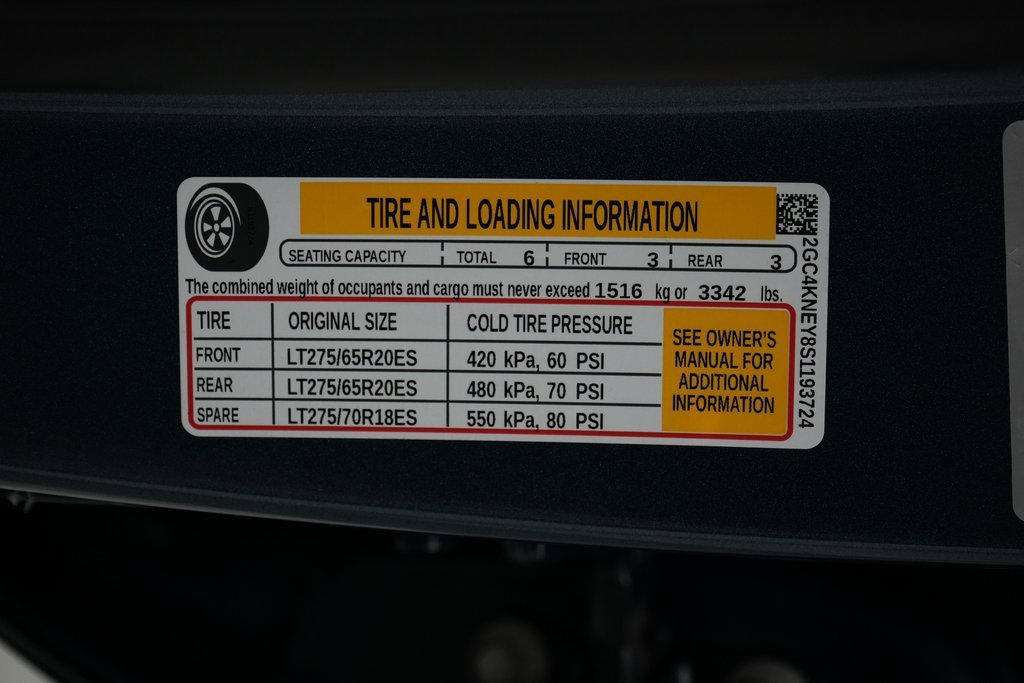 TIRE AND LOADING INFORMATION
SEATING CAPACITY TOTAL 6 FRONT 3 REAR 3
The combined weight of occupants and cargo must never exceed 1516 kg or 3342 lbs.
TIRE ORIGINAL SIZE COLD TIRE PRESSURE
FRONT LT275/65R20ES 420 kPa, 60 PSI
REAR LT275/65R20ES 480 kPa, 70 PSI
SPARE LT275/70R18ES 550 kPa, 80 PSI
SEE OWNER'S
MANUAL FOR
ADDITIONAL
INFORMATION
2GC4KNEY8S1193724